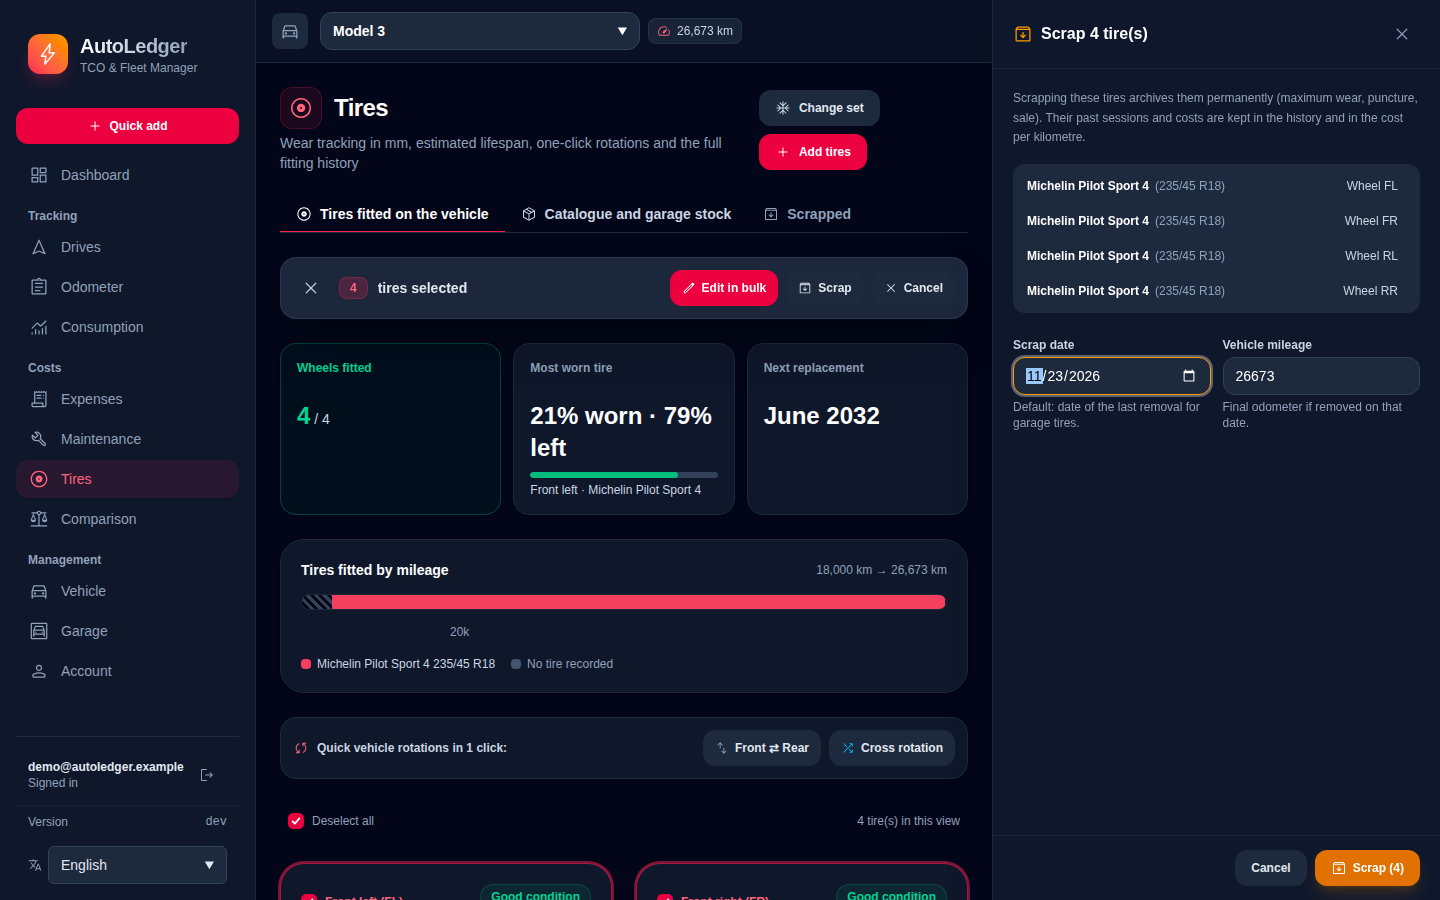 AutoLedger
TCO & Fleet Manager
Quick add
Dashboard
Tracking
Drives
Odometer
Consumption
Costs
Expenses
Maintenance
Tires
Comparison
Management
Vehicle
Garage
Account
demo@autoledger.example
Signed in
Version dev
English
Model 3
26,673 km
Tires
Wear tracking in mm, estimated lifespan, one-click rotations and the full
fitting history
Change set
Add tires
Tires fitted on the vehicle
Catalogue and garage stock
Scrapped
4 tires selected
Edit in bulk
Scrap
Cancel
Wheels fitted
4 / 4
Most worn tire
21% worn · 79%
left
Front left · Michelin Pilot Sport 4
Next replacement
June 2032
Tires fitted by mileage
18,000 km → 26,673 km
20k
Michelin Pilot Sport 4 235/45 R18
No tire recorded
Quick vehicle rotations in 1 click:
Front ⇄ Rear
Cross rotation
Deselect all
4 tire(s) in this view
Front left (FL)
Good condition
Front right (FR)
Good condition
Scrap 4 tire(s)
Scrapping these tires archives them permanently (maximum wear, puncture,
sale). Their past sessions and costs are kept in the history and in the cost
per kilometre.
Michelin Pilot Sport 4 (235/45 R18) Wheel FL
Michelin Pilot Sport 4 (235/45 R18) Wheel FR
Michelin Pilot Sport 4 (235/45 R18) Wheel RL
Michelin Pilot Sport 4 (235/45 R18) Wheel RR
Scrap date
11/23/2026
Default: date of the last removal for
garage tires.
Vehicle mileage
26673
Final odometer if removed on that
date.
Cancel
Scrap (4)